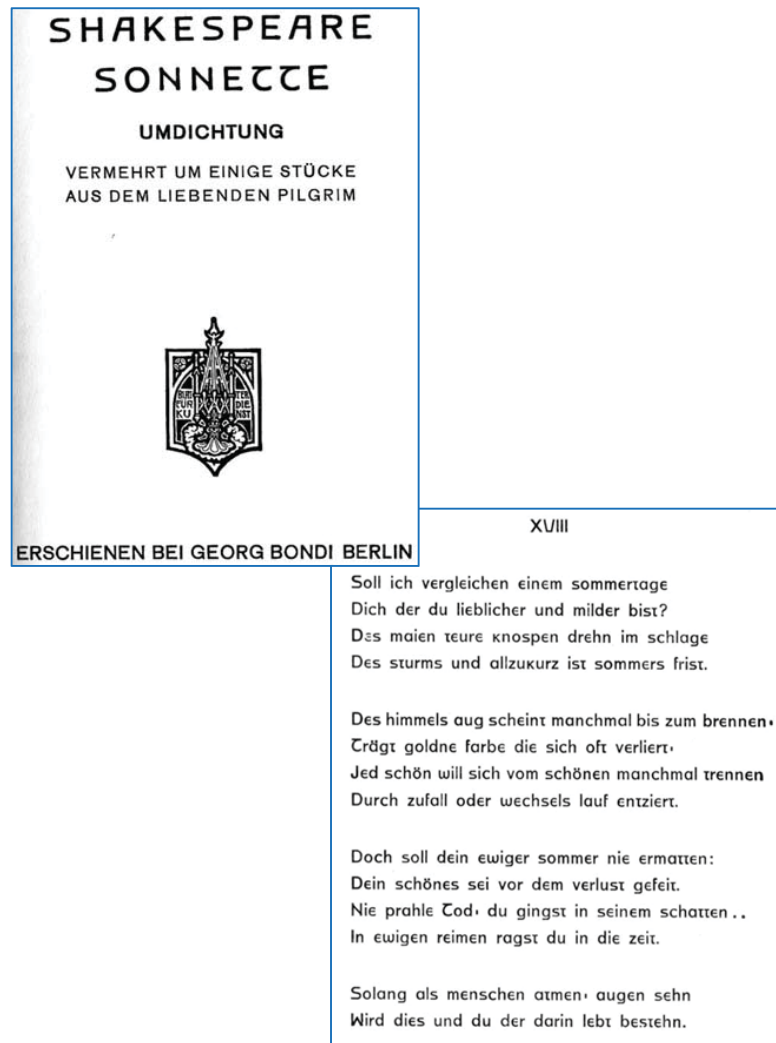 SHAKESPEARE
SONNETTE
UMDICHTUNG
VERMEHRT UM EINIGE STÜCKE
AUS DEM LIEBENDEN PILGRIM
BLÄTTER
FÜR DIE
KUNST
ERSCHIENEN BEI GEORG BONDI BERLIN
XVIII
Soll ich vergleichen einem sommertage
Dich der du lieblicher und milder bist?
Des maien teure knospen drehn im schlage
Des sturms und allzukurz ist sommers frist.
Des himmels aug scheint manchmal bis zum brennen·
Trägt goldne farbe die sich oft verliert·
Jed schön will sich vom schönen manchmal trennen
Durch zufall oder wechsels lauf entziert.
Doch soll dein ewiger sommer nie ermatten:
Dein schönes sei vor dem verlust gefeit.
Nie prahle Tod· du gingst in seinem schatten . .
In ewigen reimen ragst du in die zeit.
Solang als menschen atmen· augen sehn
Wird dies und du der darin lebt bestehn.